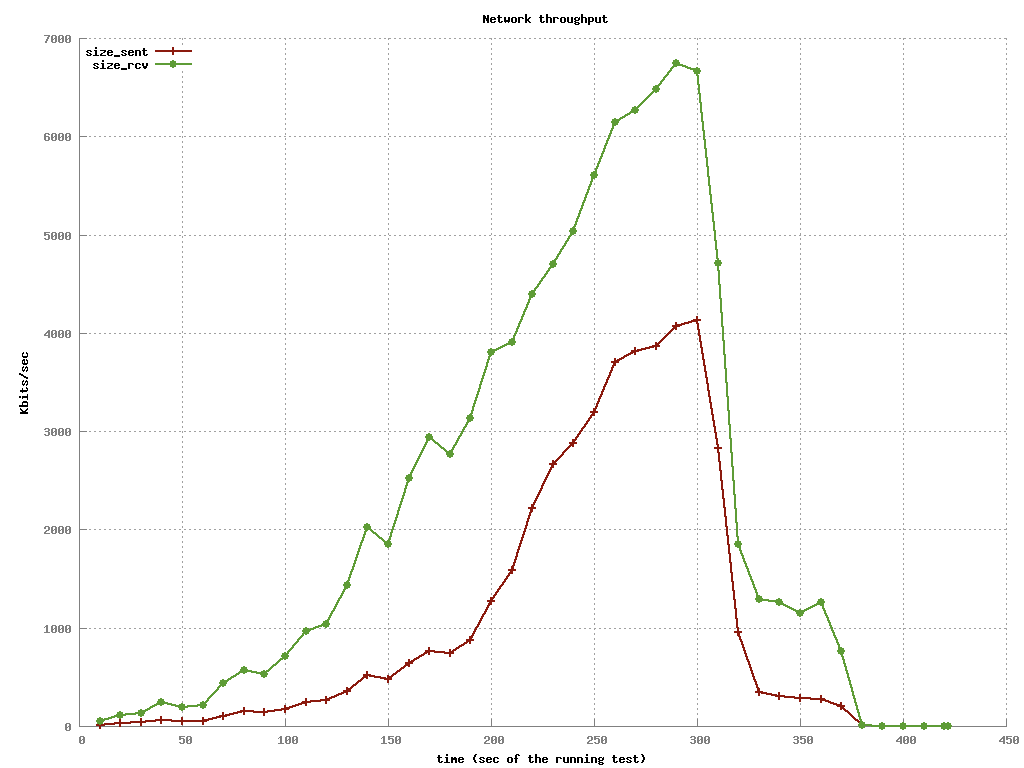 Network throughput
7000
size_sent
size_rcv
6000
5000
4000
Kbits/sec
3000
2000
1000
0
0 50 100 150 200 250 300 350 400 450
time (sec of the running test)